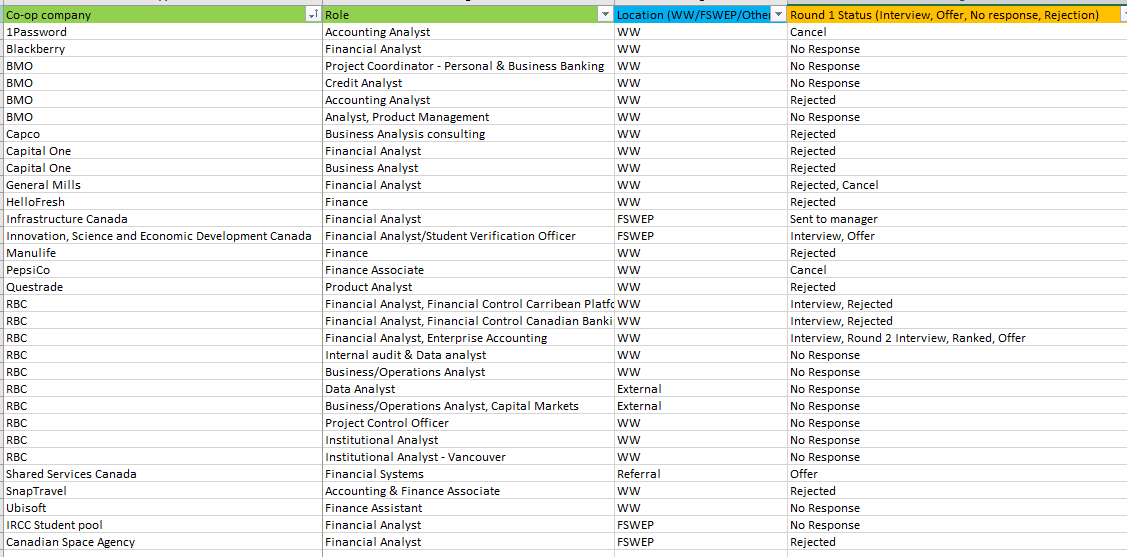 Co-op company Role Location (WW/FSWEP/Other Round 1 Status (Interview, Offer, No response, Rejection)
1Password Accounting Analyst WW Cancel
Blackberry Financial Analyst WW No Response
BMO Project Coordinator - Personal & Business Banking WW No Response
BMO Credit Analyst WW No Response
BMO Accounting Analyst WW Rejected
BMO Analyst, Product Management WW No Response
Capco Business Analysis consulting WW Rejected
Capital One Financial Analyst WW Rejected
Capital One Business Analyst WW Rejected
General Mills Financial Analyst WW Rejected, Cancel
HelloFresh Finance WW Rejected
Infrastructure Canada Financial Analyst FSWEP Sent to manager
Innovation, Science and Economic Development Canada Financial Analyst/Student Verification Officer FSWEP Interview, Offer
Manulife Finance WW Rejected
PepsiCo Finance Associate WW Cancel
Questrade Product Analyst WW Rejected
RBC Financial Analyst, Financial Control Carribean Platfo WW Interview, Rejected
RBC Financial Analyst, Financial Control Canadian Banki WW Interview, Rejected
RBC Financial Analyst, Enterprise Accounting WW Interview, Round 2 Interview, Ranked, Offer
RBC Internal audit & Data analyst WW No Response
RBC Business/Operations Analyst WW No Response
RBC Data Analyst External No Response
RBC Business/Operations Analyst, Capital Markets External No Response
RBC Project Control Officer WW No Response
RBC Institutional Analyst WW No Response
RBC Institutional Analyst - Vancouver WW No Response
Shared Services Canada Financial Systems Referral Offer
SnapTravel Accounting & Finance Associate WW Rejected
Ubisoft Finance Assistant WW No Response
IRCC Student pool Financial Analyst FSWEP No Response
Canadian Space Agency Financial Analyst FSWEP Rejected